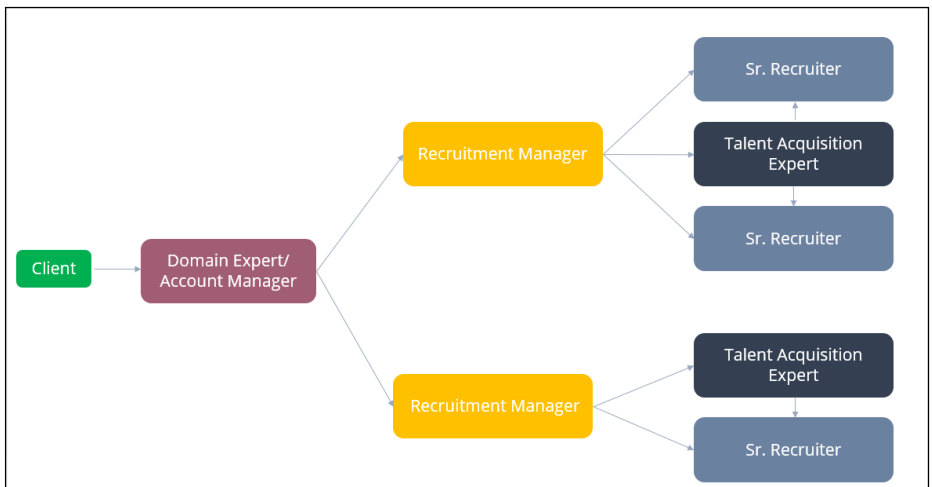 Client
Domain Expert/
Account Manager
Recruitment Manager
Sr. Recruiter
Talent Acquisition
Expert
Sr. Recruiter
Recruitment Manager
Talent Acquisition
Expert
Sr. Recruiter